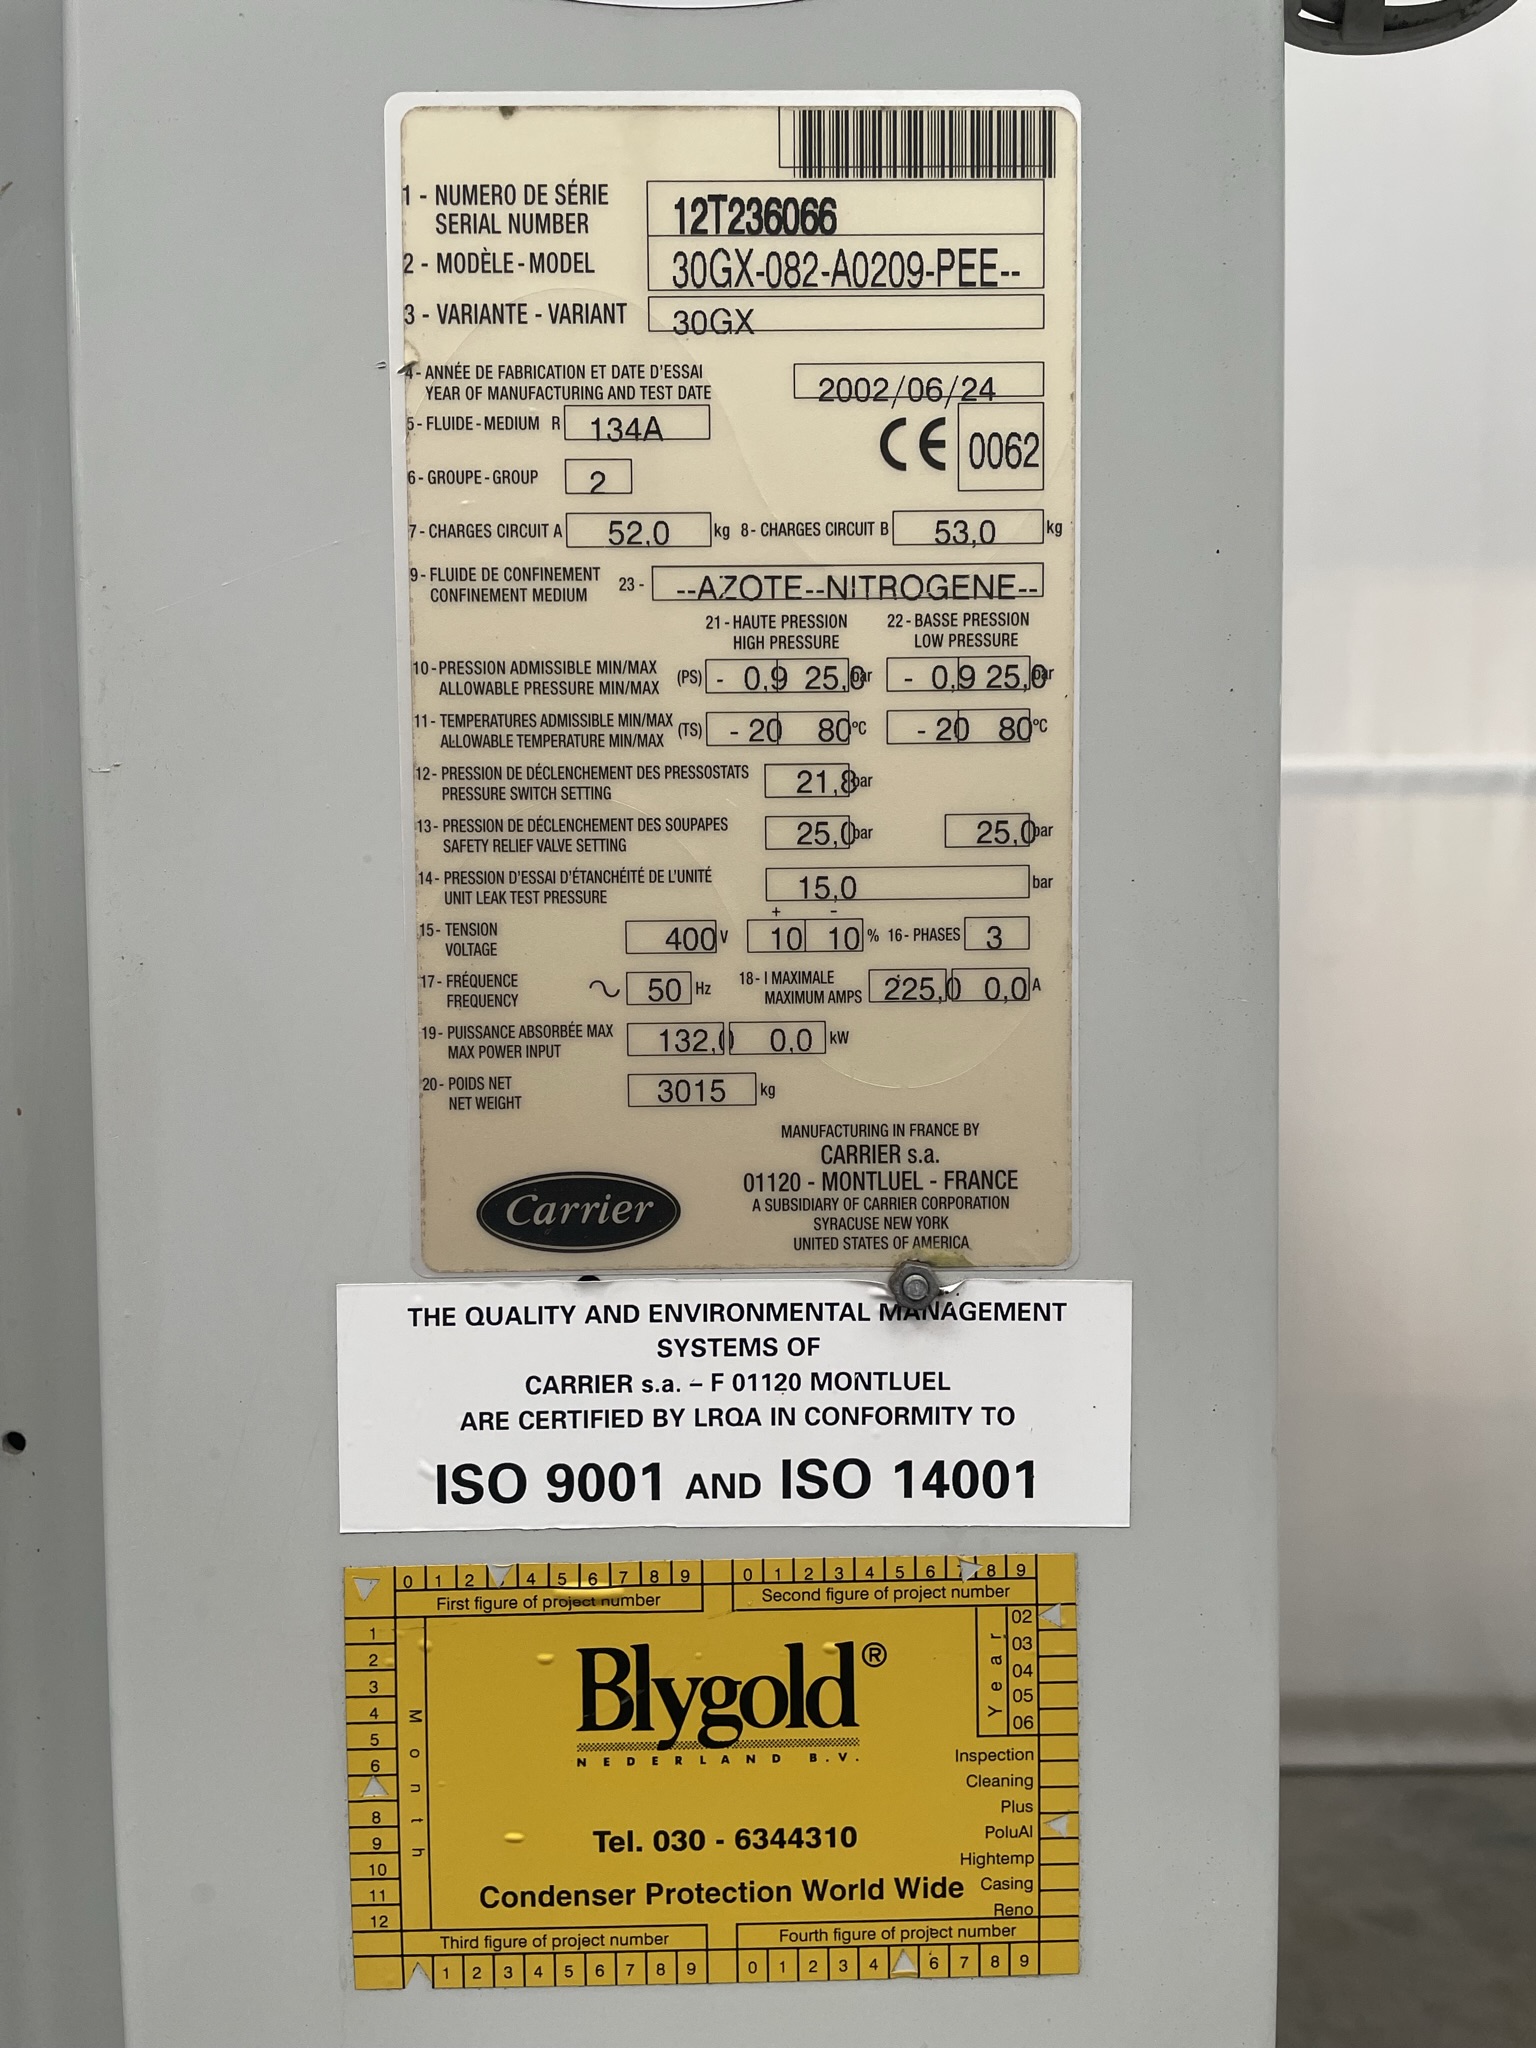 1 - NUMERO DE SÉRIE
SERIAL NUMBER
12T236066
2 - MODÈLE - MODEL
30GX-082-A0209-PEE--
3 - VARIANTE - VARIANT
30GX
4 - ANNÉE DE FABRICATION ET DATE D'ESSAI
YEAR OF MANUFACTURING AND TEST DATE
2002/06/24
5 - FLUIDE - MEDIUM R 134A
CE 0062
6 - GROUPE - GROUP 2
7 - CHARGES CIRCUIT A 52,0 kg 8 - CHARGES CIRCUIT B 53,0 kg
9 - FLUIDE DE CONFINEMENT
CONFINEMENT MEDIUM
23 - --AZOTE--NITROGENE--
21 - HAUTE PRESSION
HIGH PRESSURE
22 - BASSE PRESSION
LOW PRESSURE
10 - PRESSION ADMISSIBLE MIN/MAX
ALLOWABLE PRESSURE MIN/MAX
(PS) - 0,9 25,0 bar - 0,9 25,0 bar
11 - TEMPERATURES ADMISSIBLE MIN/MAX
ALLOWABLE TEMPERATURE MIN/MAX
(TS) - 20 80 °C - 20 80 °C
12 - PRESSION DE DÉCLENCHEMENT DES PRESSOSTATS
PRESSURE SWITCH SETTING
21,8 bar
13 - PRESSION DE DÉCLENCHEMENT DES SOUPAPES
SAFETY RELIEF VALVE SETTING
25,0 bar 25,0 bar
14 - PRESSION D'ESSAI D'ÉTANCHÉITÉ DE L'UNITÉ
UNIT LEAK TEST PRESSURE
15,0 bar
15 - TENSION
VOLTAGE
400 V + 10 - 10 % 16 - PHASES 3
17 - FRÉQUENCE
FREQUENCY
~ 50 Hz
18 - I MAXIMALE
MAXIMUM AMPS
225,0 0,0 A
19 - PUISSANCE ABSORBÉE MAX
MAX POWER INPUT
132,0 0,0 kW
20 - POIDS NET
NET WEIGHT
3015 kg
MANUFACTURING IN FRANCE BY
CARRIER s.a.
01120 - MONTLUEL - FRANCE
A SUBSIDIARY OF CARRIER CORPORATION
SYRACUSE NEW YORK
UNITED STATES OF AMERICA
Carrier
THE QUALITY AND ENVIRONMENTAL MANAGEMENT
SYSTEMS OF
CARRIER s.a. – F 01120 MONTLUEL
ARE CERTIFIED BY LRQA IN CONFORMITY TO
ISO 9001 AND ISO 14001
0 1 2 4 5 6 7 8 9
First figure of project number
0 1 2 3 4 5 6 7 8 9
Second figure of project number
1
2
3
4
5
6
8
9
10
11
12
Month
Year
02
03
04
05
06
Blygold®
NEDERLAND B.V.
Inspection
Cleaning
Plus
PoluAl
Hightemp
Casing
Reno
Tel. 030 - 6344310
Condenser Protection World Wide
Third figure of project number
1 2 3 4 5 6 7 8 9
Fourth figure of project number
0 1 2 3 4 6 7 8 9